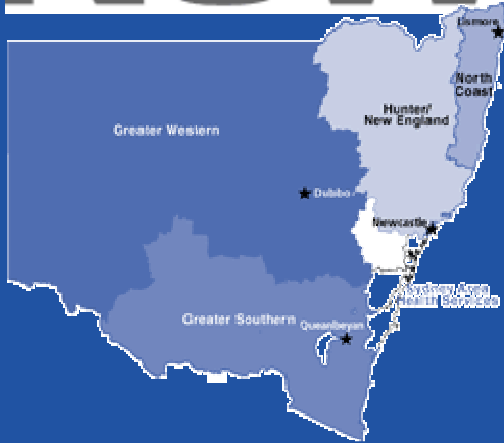 Lismore
North
Coast
Hunter/
New England
Greater Western
Dubbo
Newcastle
Sydney Area
Health Services
Greater Southern
Queanbeyan